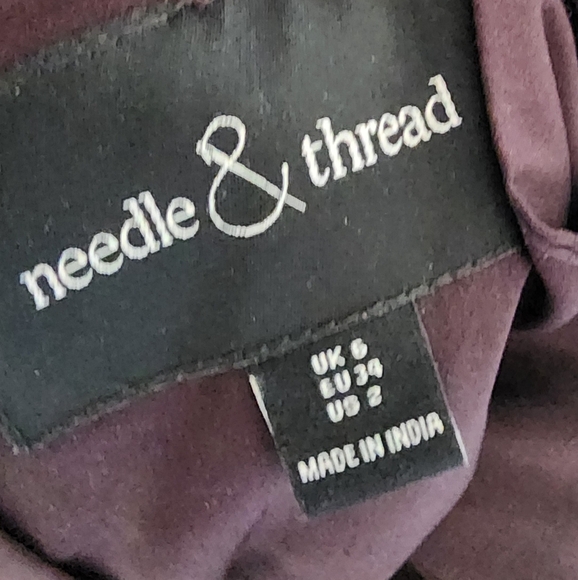 needle & thread
UK 6
EU 34
US 2
MADE IN INDIA